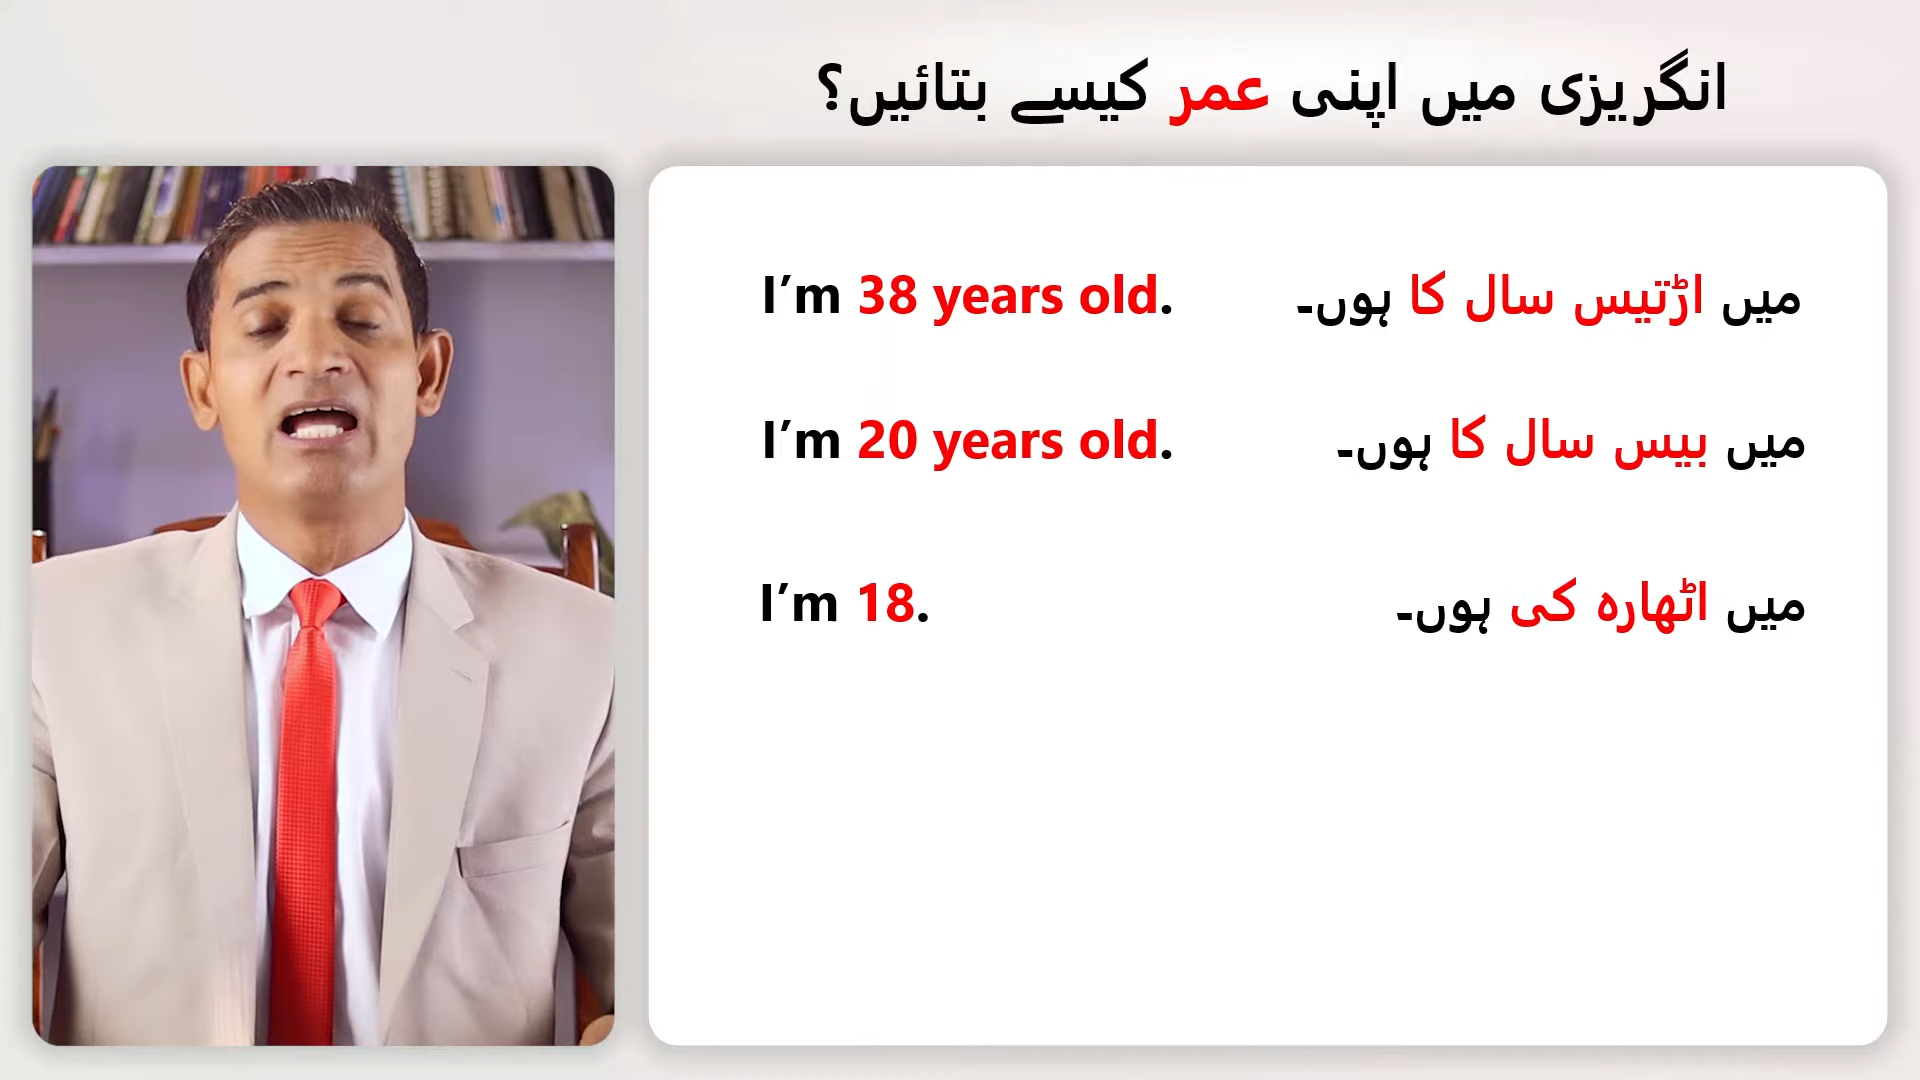 انگریزی میں اپنی عمر کیسے بتائیں؟
I’m 38 years old. میں اڑتیس سال کا ہوں۔
I’m 20 years old. میں بیس سال کا ہوں۔
I’m 18. میں اٹھارہ کی ہوں۔